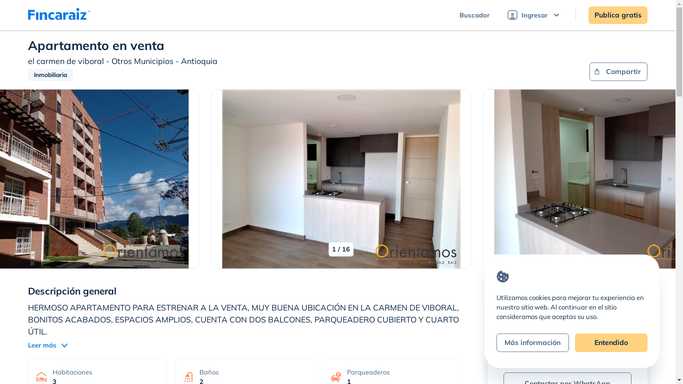 Fincaraiz
Buscador
Ingresar
Publica gratis
Apartamento en venta
el carmen de viboral - Otros Municipios - Antioquia
Inmobiliaria
Compartir
Orientamos
1 / 16
Orientamos
Descripción general
HERMOSO APARTAMENTO PARA ESTRENAR A LA VENTA, MUY BUENA UBICACIÓN EN LA CARMEN DE VIBORAL,
BONITOS ACABADOS, ESPACIOS AMPLIOS, CUENTA CON DOS BALCONES, PARQUEADERO CUBIERTO Y CUARTO
ÚTIL.
Leer más
Habitaciones
3
Baños
2
Parqueaderos
1
Utilizamos cookies para mejorar tu experiencia en
nuestro sitio web. Al continuar en el sitio
consideramos que aceptas su uso.
Más información
Entendido
Contactar por WhatsApp